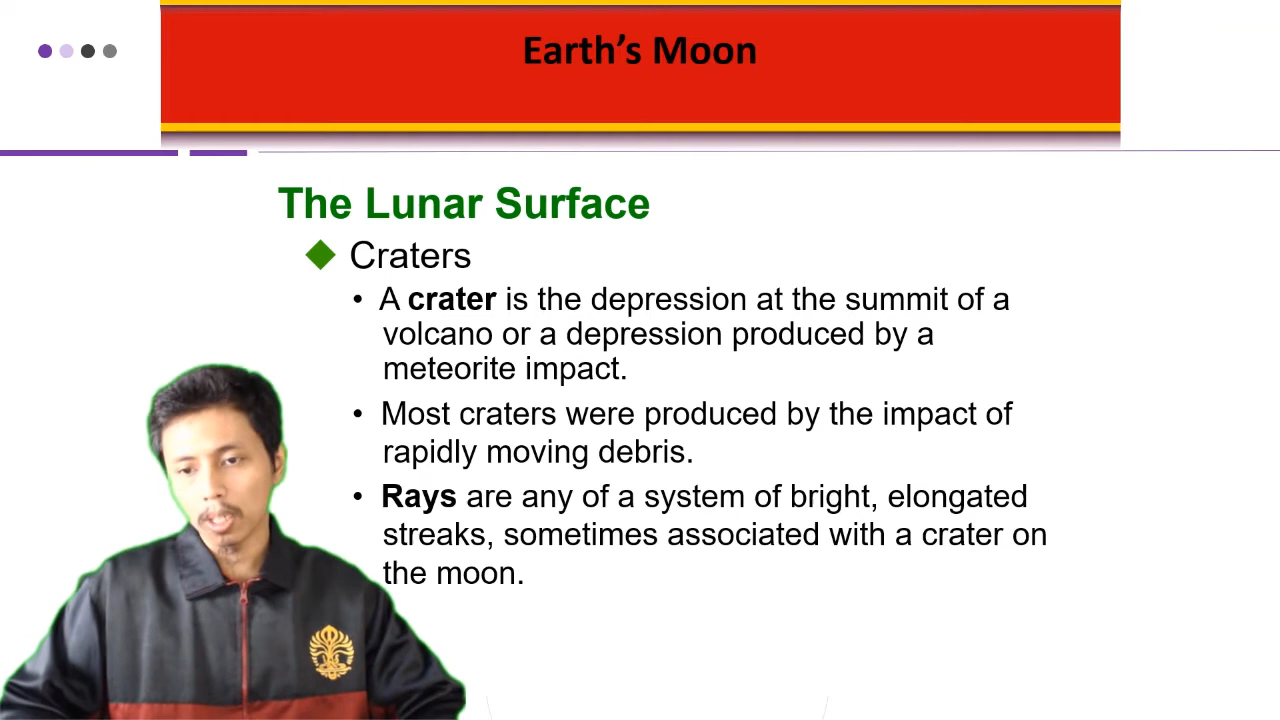 Earth’s Moon
The Lunar Surface
Craters
• A crater is the depression at the summit of a
volcano or a depression produced by a
meteorite impact.
• Most craters were produced by the impact of
rapidly moving debris.
• Rays are any of a system of bright, elongated
streaks, sometimes associated with a crater on
the moon.